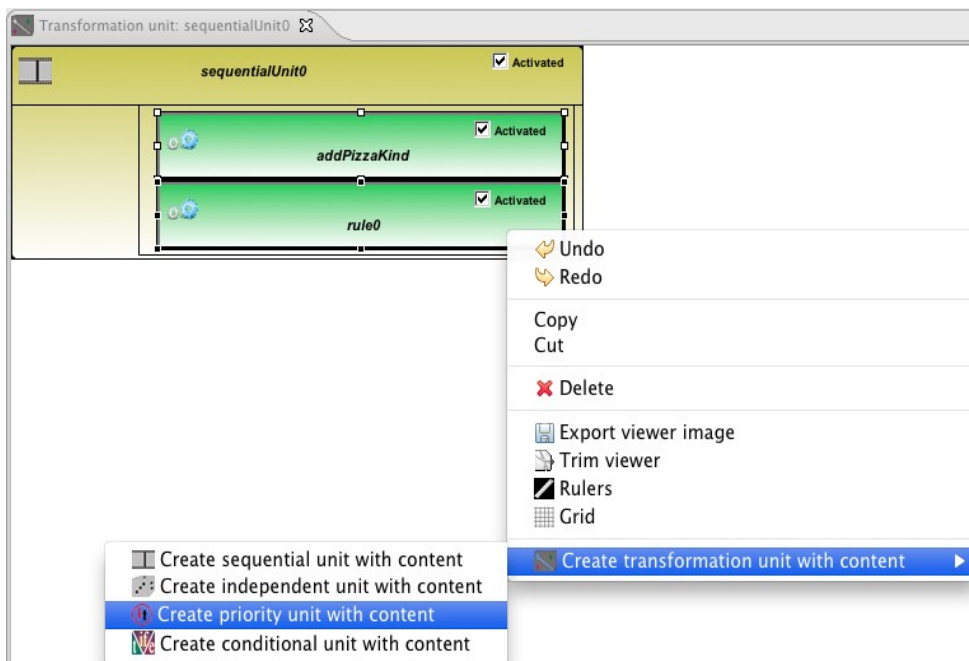 Transformation unit: sequentialUnit0
sequentialUnit0
Activated
Activated
addPizzaKind
Activated
rule0
Undo
Redo
Copy
Cut
Delete
Export viewer image
Trim viewer
Rulers
Grid
Create transformation unit with content
Create sequential unit with content
Create independent unit with content
Create priority unit with content
Create conditional unit with content